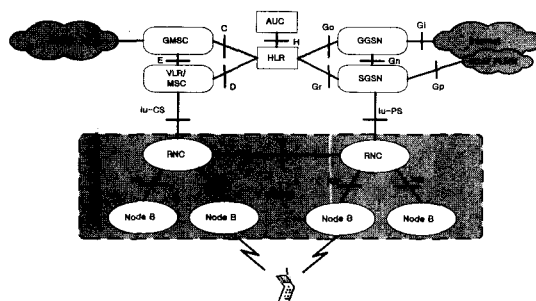 AUC
GMSC
C
H
Go
GGSN
Gi
HLR
E
Gn
VLR/
MSC
D
Gr
SGSN
Gp
Iu-CS
Iu-PS
RNC
RNC
Node B
Node B
Node B
Node B